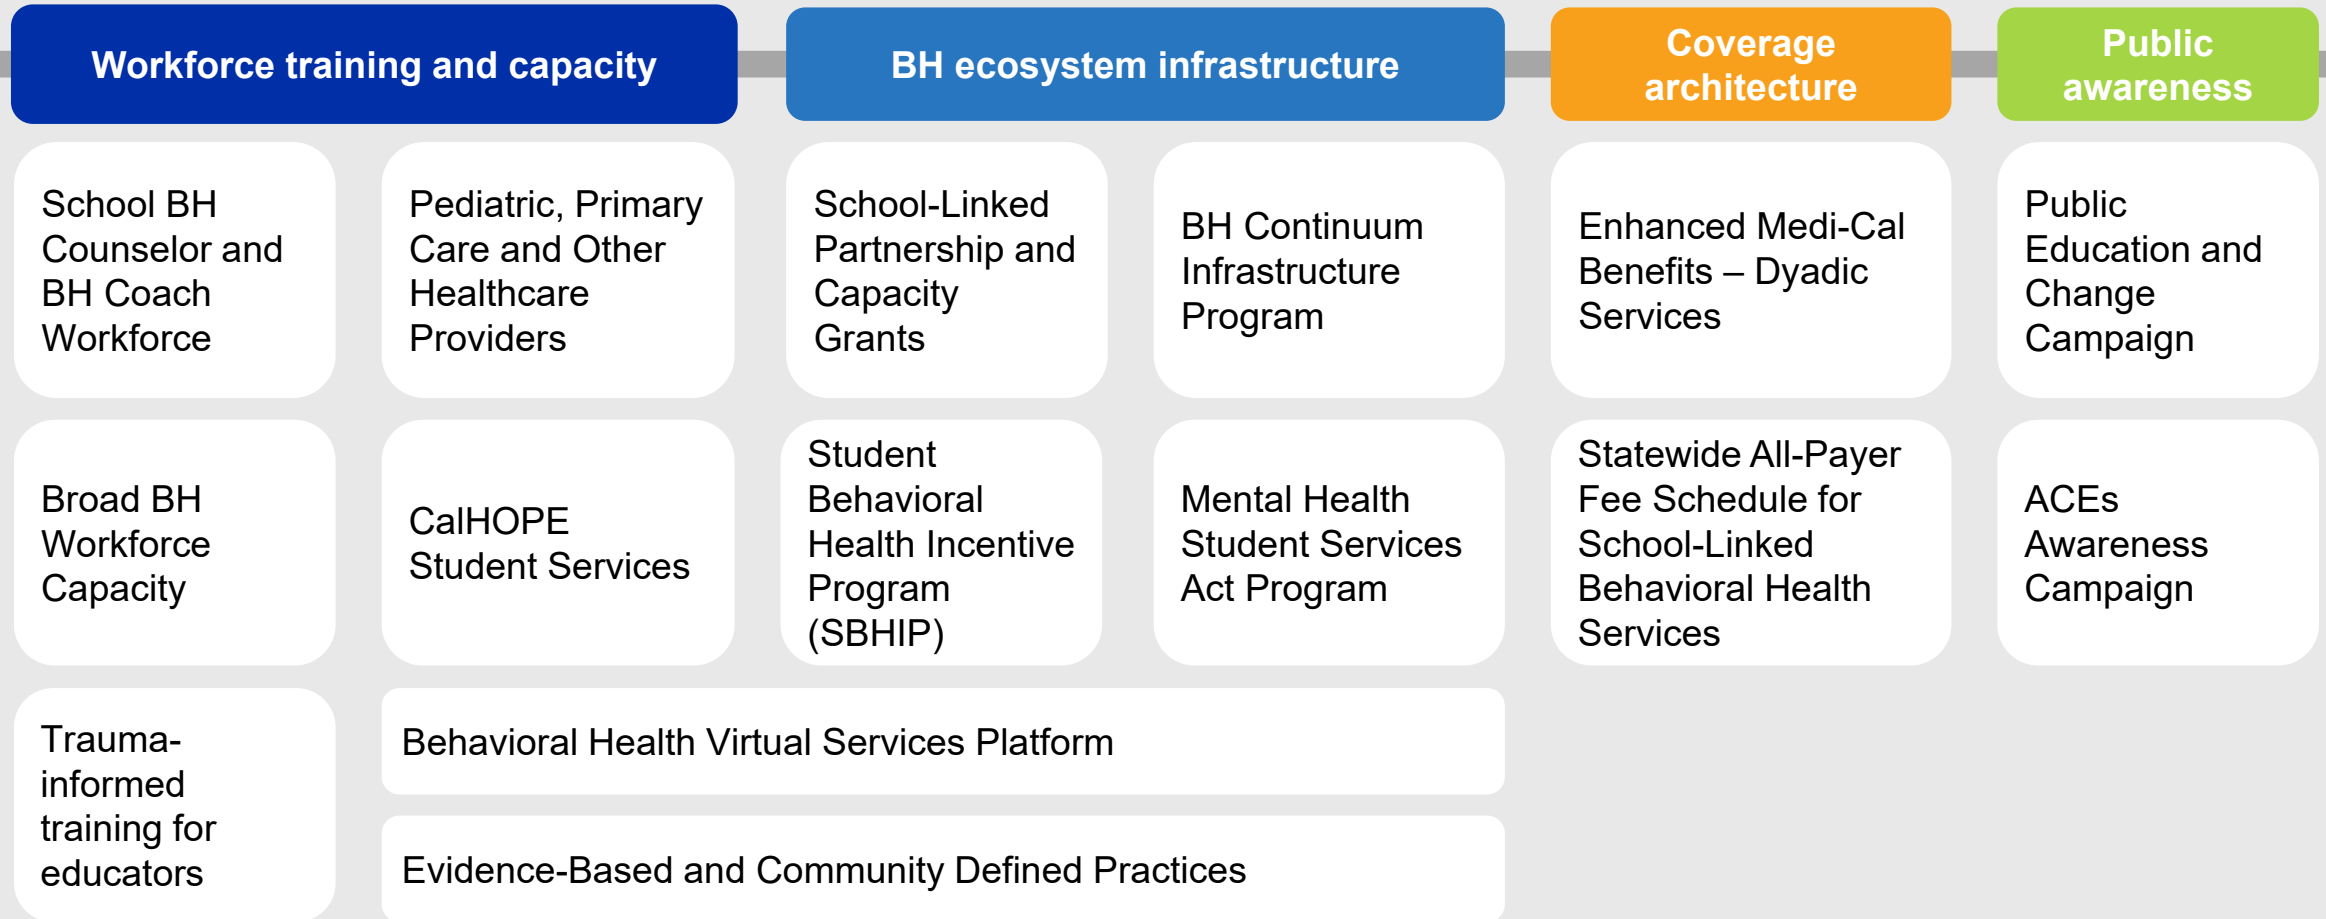 Workforce training and capacity
BH ecosystem infrastructure
Coverage
architecture
Public
awareness
School BH
Counselor and
BH Coach
Workforce
Pediatric, Primary
Care and Other
Healthcare
Providers
School-Linked
Partnership and
Capacity
Grants
BH Continuum
Infrastructure
Program
Enhanced Medi-Cal
Benefits – Dyadic
Services
Public
Education and
Change
Campaign
Broad BH
Workforce
Capacity
CalHOPE
Student Services
Student
Behavioral
Health Incentive
Program
(SBHIP)
Mental Health
Student Services
Act Program
Statewide All-Payer
Fee Schedule for
School-Linked
Behavioral Health
Services
ACEs
Awareness
Campaign
Trauma-
informed
training for
educators
Behavioral Health Virtual Services Platform
Evidence-Based and Community Defined Practices